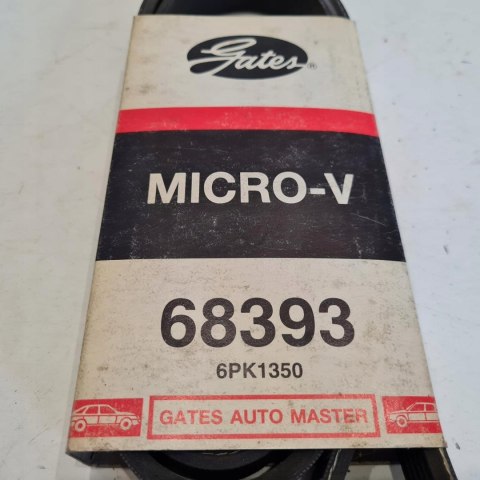 Gates®
MICRO-V
68393
6PK1350
GATES AUTO MASTER